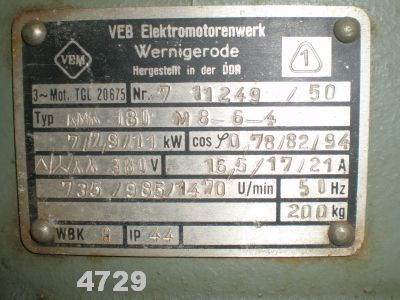 VEB Elektromotorenwerk
Wernigerode
Hergestellt in der DDR
VEM
1
3~Mot. TGL 20675 Nr. 7 11249 / 50
Typ 180 M 8-6-4
7/7,9/11 kW cos φ 0,78/82/94
380 V 16,5/17/21 A
735/985/1470 U/min 50 Hz
200 kg
WBK IP 44
4729